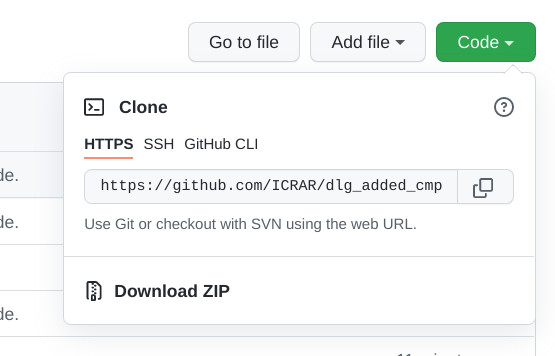 Go to file
Add file
Code
Clone
HTTPS SSH GitHub CLI
https://github.com/ICRAR/dlg_added_cmp
de.
Use Git or checkout with SVN using the web URL.
de.
Download ZIP
de.